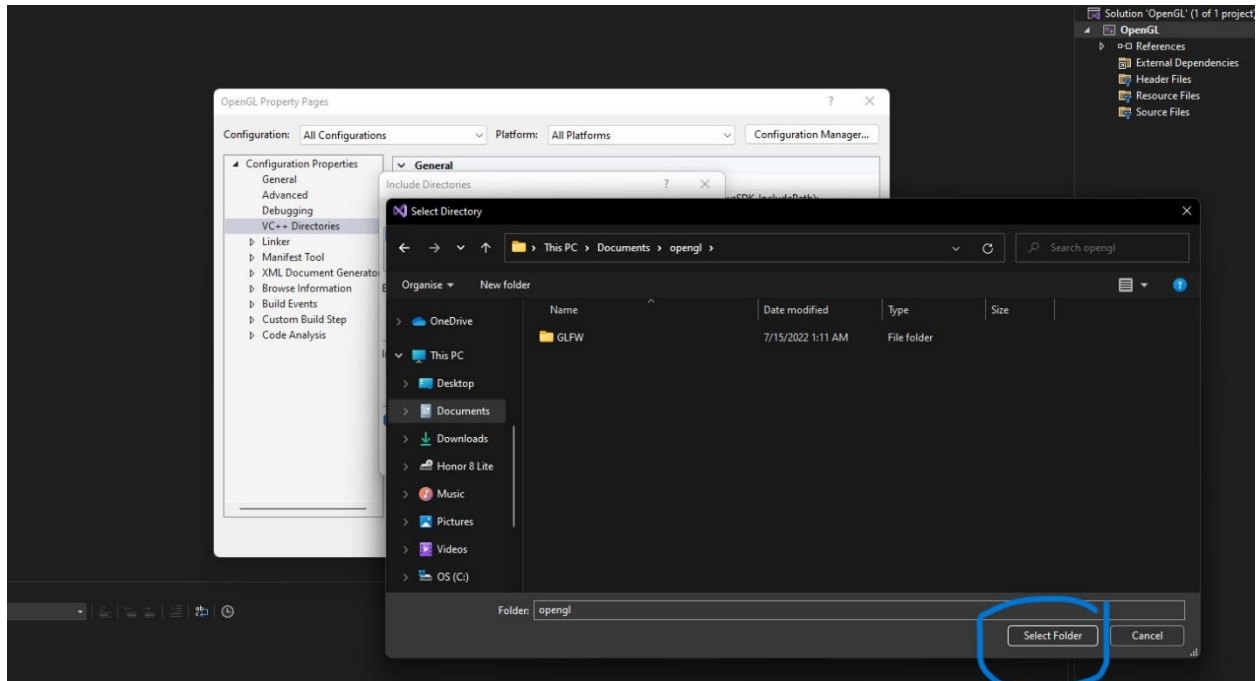 Solution 'OpenGL' (1 of 1 project)
OpenGL
References
External Dependencies
Header Files
Resource Files
Source Files
OpenGL Property Pages
? ×
Configuration: All Configurations Platform: All Platforms Configuration Manager...
Configuration Properties
General
Advanced
Debugging
VC++ Directories
Linker
Manifest Tool
XML Document Generato
Browse Information
Build Events
Custom Build Step
Code Analysis
General
Include Directories
? ×
Select Directory
This PC > Documents > opengl >
Search opengl
Organise New folder
Name Date modified Type Size
GLFW 7/15/2022 1:11 AM File folder
OneDrive
This PC
Desktop
Documents
Downloads
Honor 8 Lite
Music
Pictures
Videos
OS (C:)
Folder: opengl
Select Folder Cancel